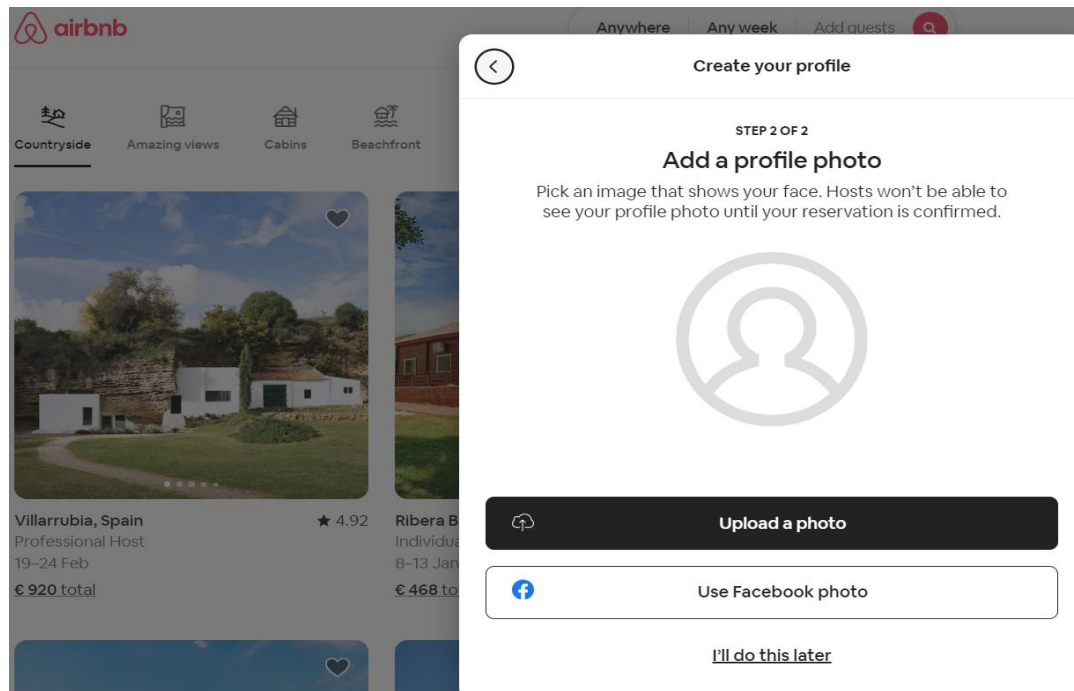 airbnb
Anywhere Any week Add guests
Create your profile
Countryside Amazing views Cabins Beachfront
STEP 2 OF 2
Add a profile photo
Pick an image that shows your face. Hosts won't be able to
see your profile photo until your reservation is confirmed.
Villarrubia, Spain ★ 4.92
Professional Host
19–24 Feb
€ 920 total
Ribera B
Individua
8–13 Jan
€ 468 to
Upload a photo
Use Facebook photo
I'll do this later